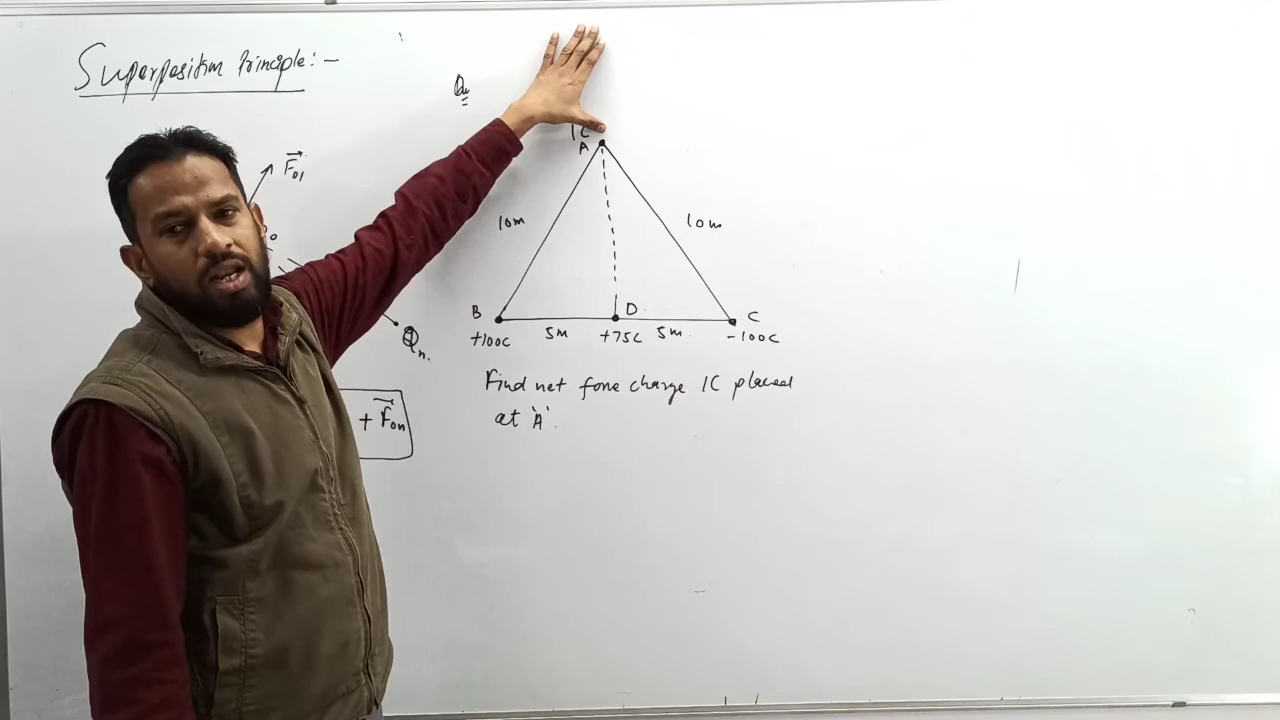 Superposition Principle:-
Qu
F01
1C
A
10m
10m
B
D.
C
+100C
5m
+75C
5m.
-100C
Qn.
+ F0n
Find net force charge 1C placed
at 'A'.